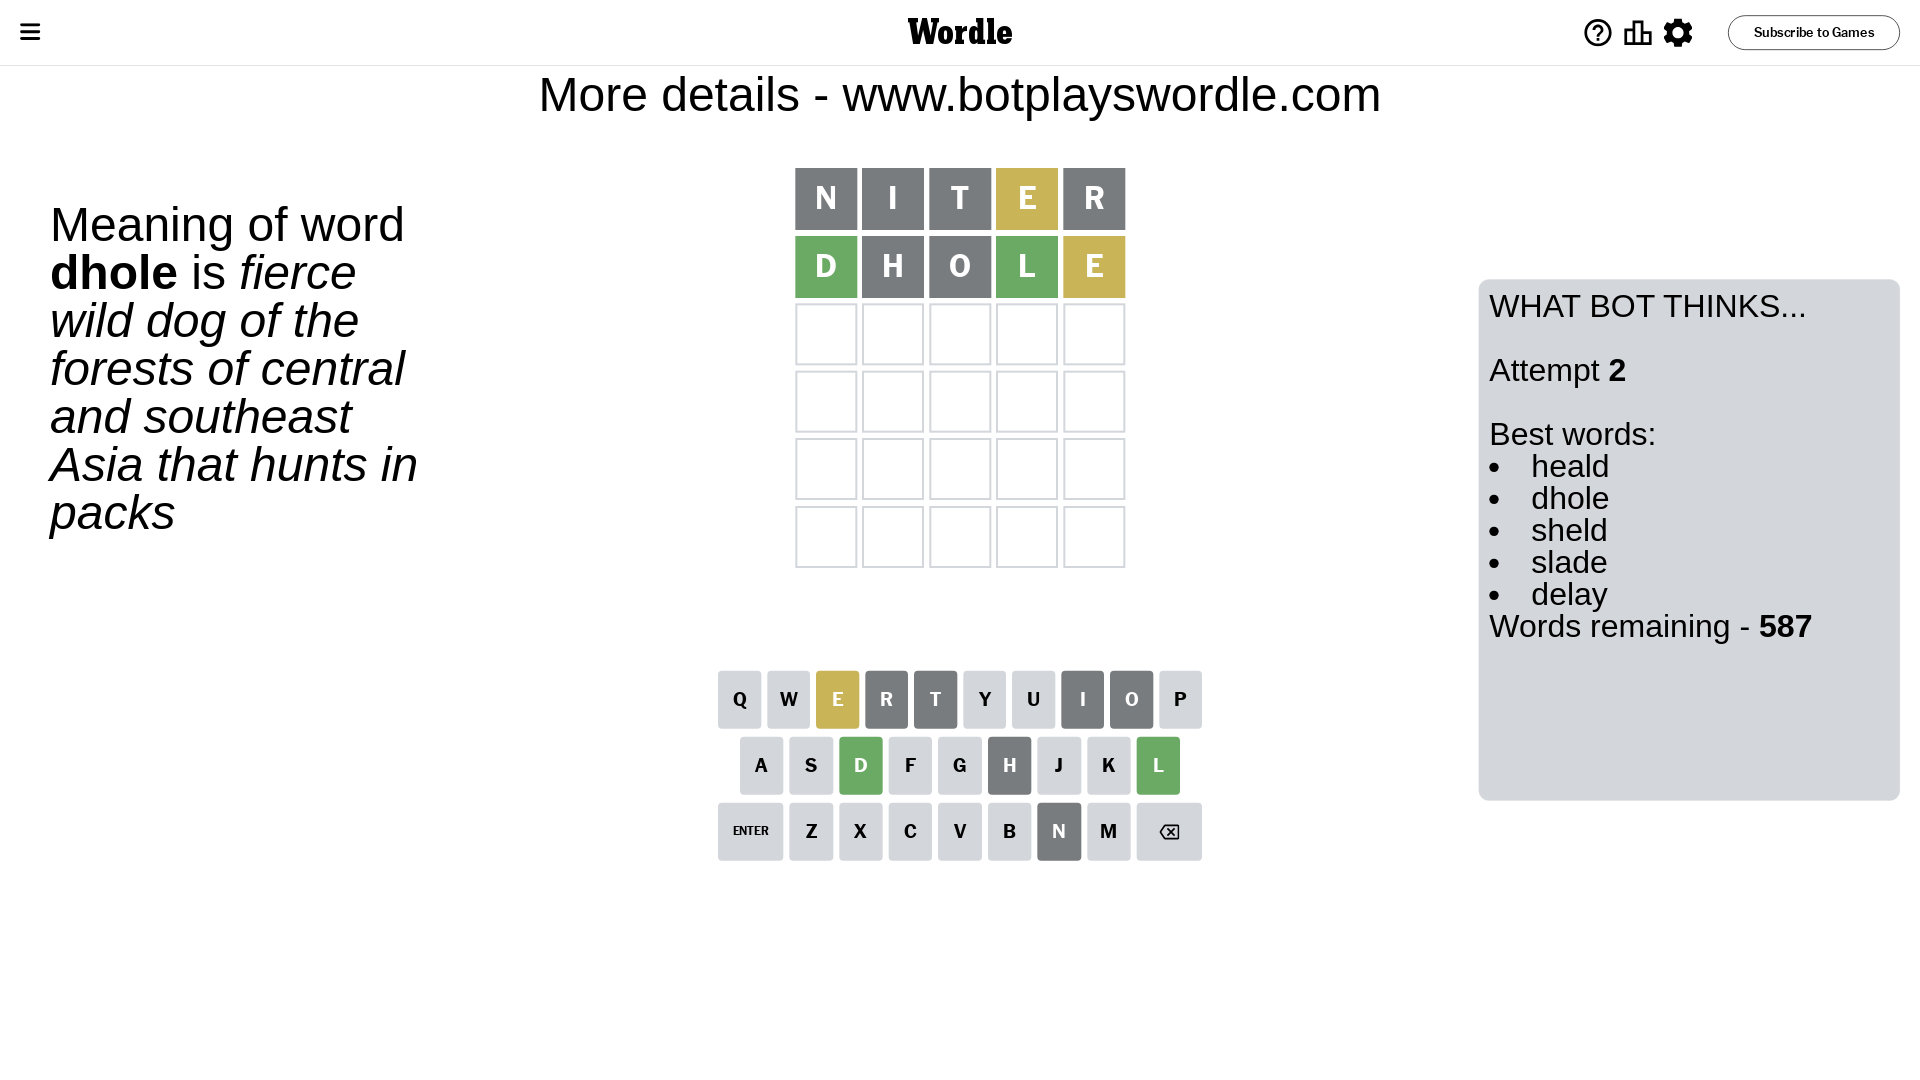 Wordle
Subscribe to Games
More details - www.botplayswordle.com
Meaning of word
dhole is fierce
wild dog of the
forests of central
and southeast
Asia that hunts in
packs
N I T E R
D H O L E
WHAT BOT THINKS...
Attempt 2
Best words:
• heald
• dhole
• sheld
• slade
• delay
Words remaining - 587
Q W E R T Y U I O P
A S D F G H J K L
ENTER Z X C V B N M